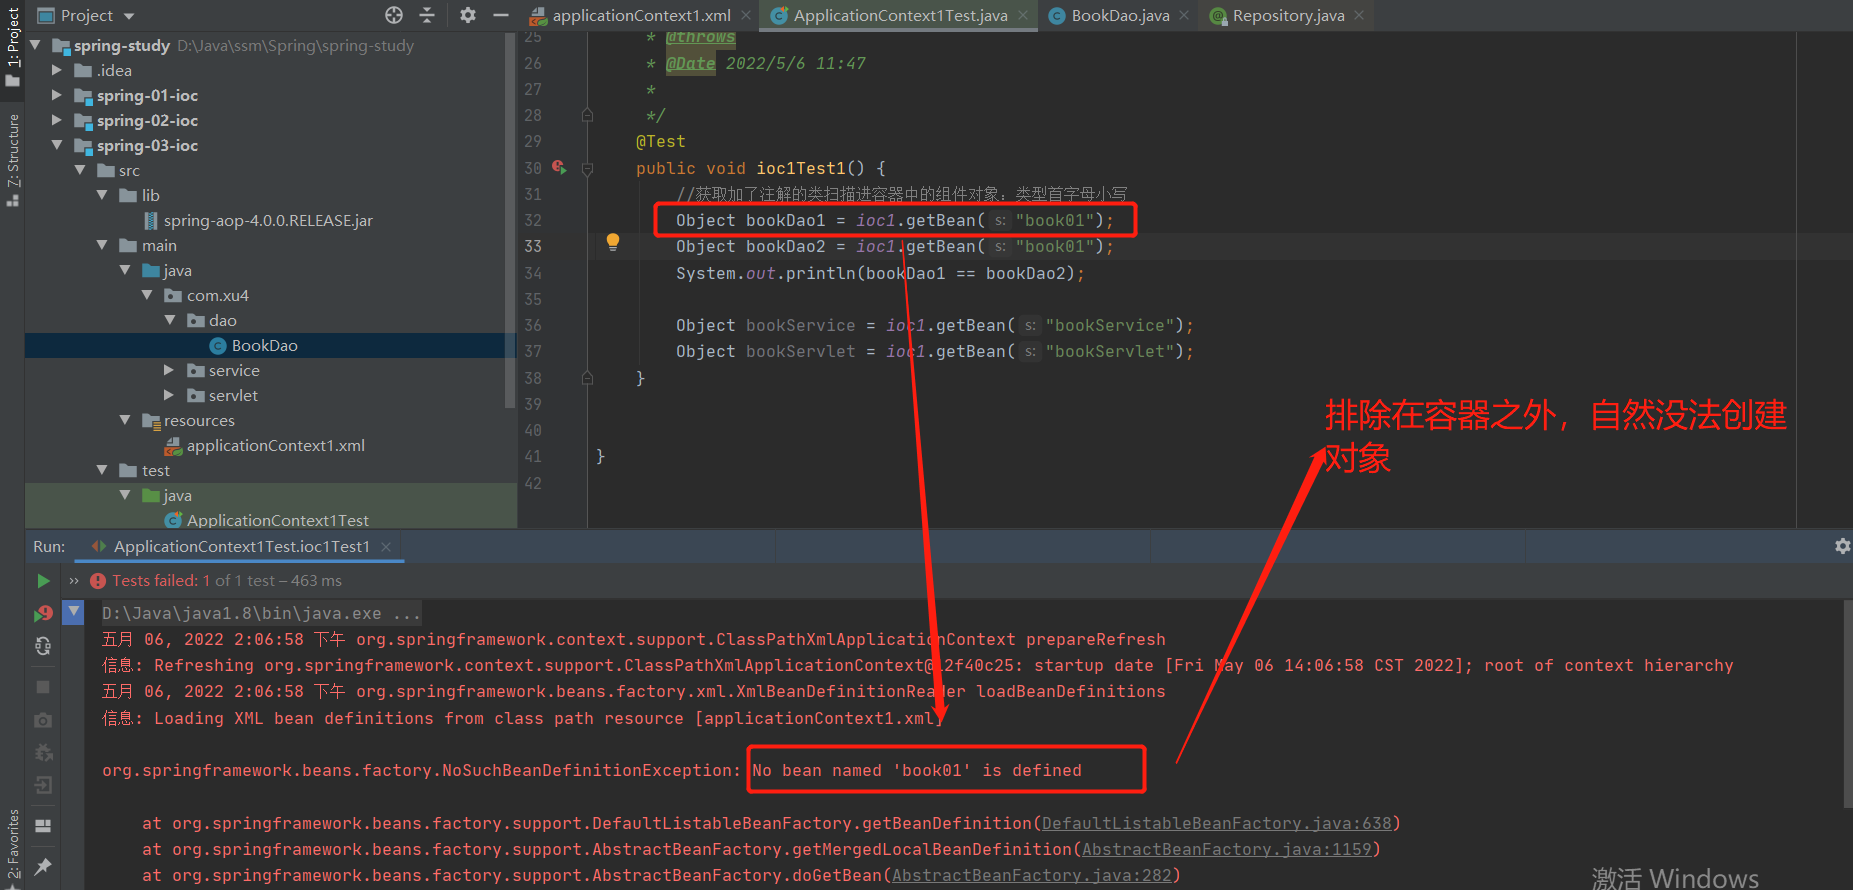 1: Project
Z: Structure
2: Favorites
Project
applicationContext1.xml
ApplicationContext1Test.java
BookDao.java
Repository.java
spring-study D:\Java\ssm\Spring\spring-study
.idea
spring-01-ioc
spring-02-ioc
spring-03-ioc
src
lib
spring-aop-4.0.0.RELEASE.jar
main
java
com.xu4
dao
BookDao
service
servlet
resources
applicationContext1.xml
test
java
ApplicationContext1Test
25 * @throws
26 * @Date 2022/5/6 11:47
27 *
28 */
29 @Test
30 public void ioc1Test1() {
31 //获取加了注解的类扫描进容器中的组件对象：类型首字母小写
32 Object bookDao1 = ioc1.getBean( s: "book01");
33 Object bookDao2 = ioc1.getBean( s: "book01");
34 System.out.println(bookDao1 == bookDao2);
35
36 Object bookService = ioc1.getBean( s: "bookService");
37 Object bookServlet = ioc1.getBean( s: "bookServlet");
38 }
39
40
41 }
42
排除在容器之外，自然没法创建
对象
Run: ApplicationContext1Test.ioc1Test1
Tests failed: 1 of 1 test – 463 ms
D:\Java\java1.8\bin\java.exe ...
五月 06, 2022 2:06:58 下午 org.springframework.context.support.ClassPathXmlApplicationContext prepareRefresh
信息: Refreshing org.springframework.context.support.ClassPathXmlApplicationContext@12f40c25: startup date [Fri May 06 14:06:58 CST 2022]; root of context hierarchy
五月 06, 2022 2:06:58 下午 org.springframework.beans.factory.xml.XmlBeanDefinitionReader loadBeanDefinitions
信息: Loading XML bean definitions from class path resource [applicationContext1.xml]
org.springframework.beans.factory.NoSuchBeanDefinitionException: No bean named 'book01' is defined
at org.springframework.beans.factory.support.DefaultListableBeanFactory.getBeanDefinition(DefaultListableBeanFactory.java:638)
at org.springframework.beans.factory.support.AbstractBeanFactory.getMergedLocalBeanDefinition(AbstractBeanFactory.java:1159)
at org.springframework.beans.factory.support.AbstractBeanFactory.doGetBean(AbstractBeanFactory.java:282)
激活 Windows